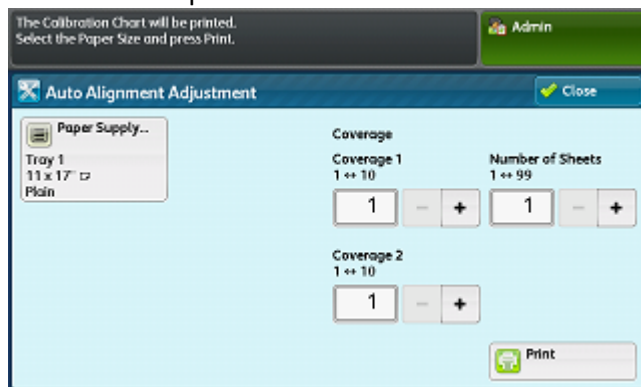 The Calibration Chart will be printed.
Select the Paper Size and press Print.
Admin
Auto Alignment Adjustment
Close
Paper Supply...
Tray 1
11 x 17"
Plain
Coverage
Coverage 1
1 ↔ 10
1
− +
Number of Sheets
1 ↔ 99
1
− +
Coverage 2
1 ↔ 10
1
− +
Print